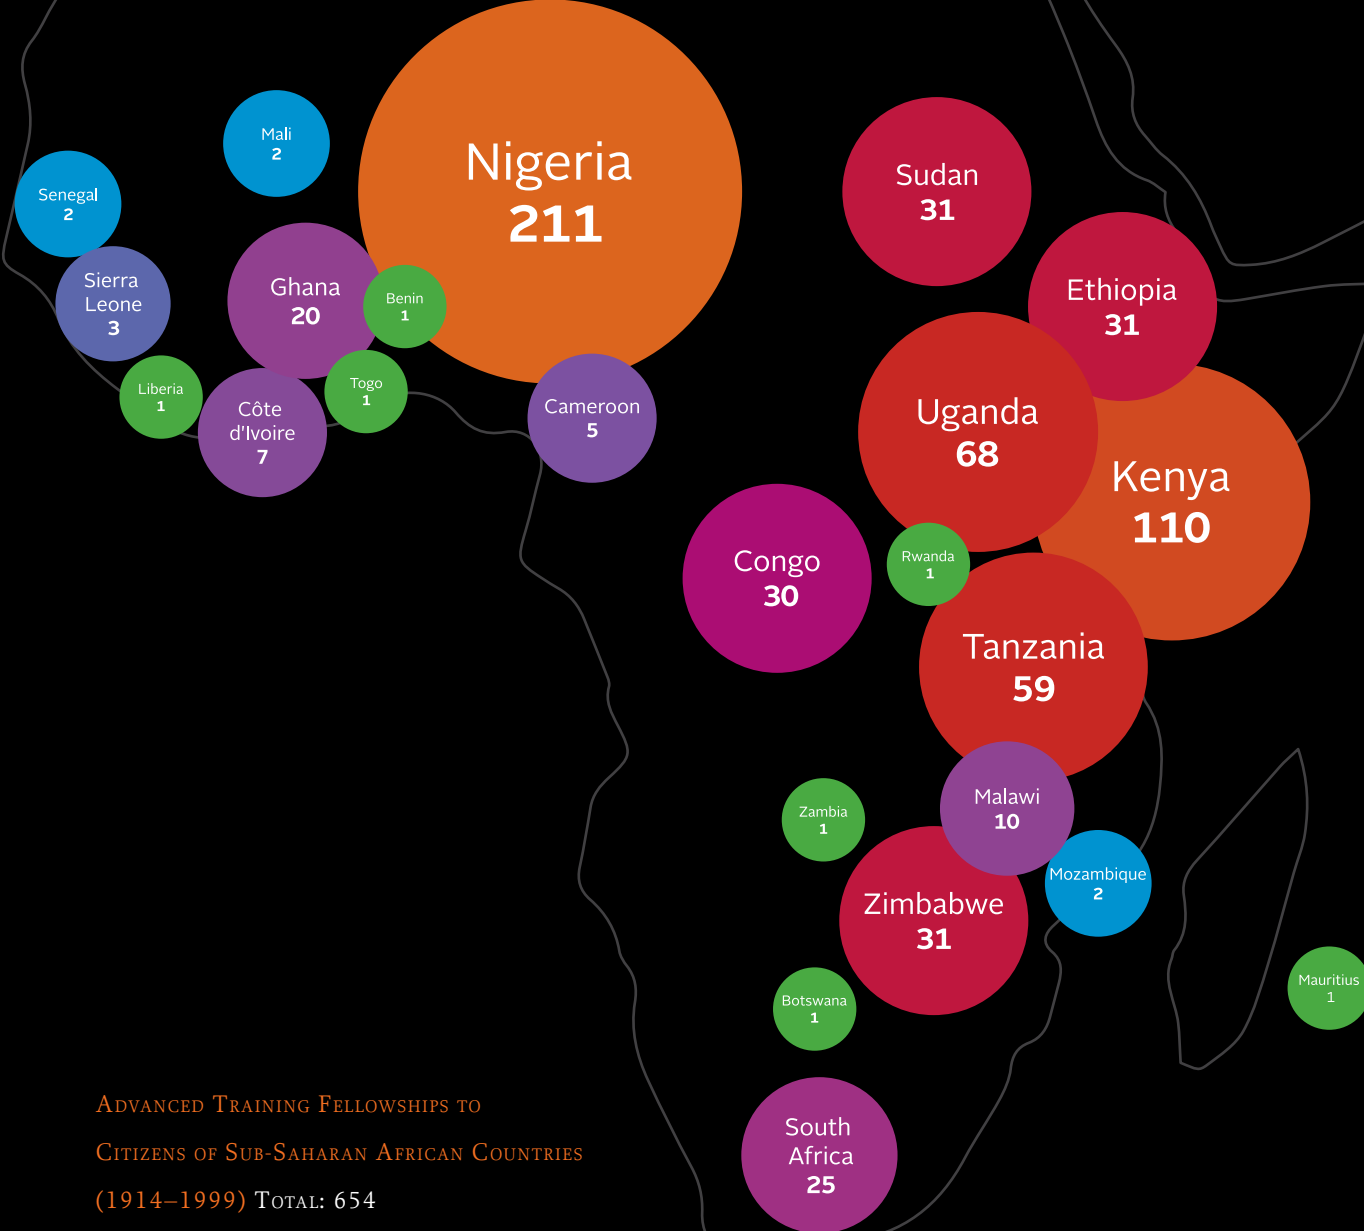 Nigeria
211
Mali
2
Senegal
2
Sudan
31
Sierra
Leone
3
Ghana
20
Benin
1
Ethiopia
31
Liberia
1
Côte
d'Ivoire
7
Togo
1
Cameroon
5
Uganda
68
Kenya
110
Congo
30
Rwanda
1
Tanzania
59
Malawi
10
Zambia
1
Mozambique
2
Zimbabwe
31
Botswana
1
Mauritius
1
South
Africa
25
Advanced Training Fellowships to
Citizens of Sub-Saharan African Countries
(1914–1999) Total: 654